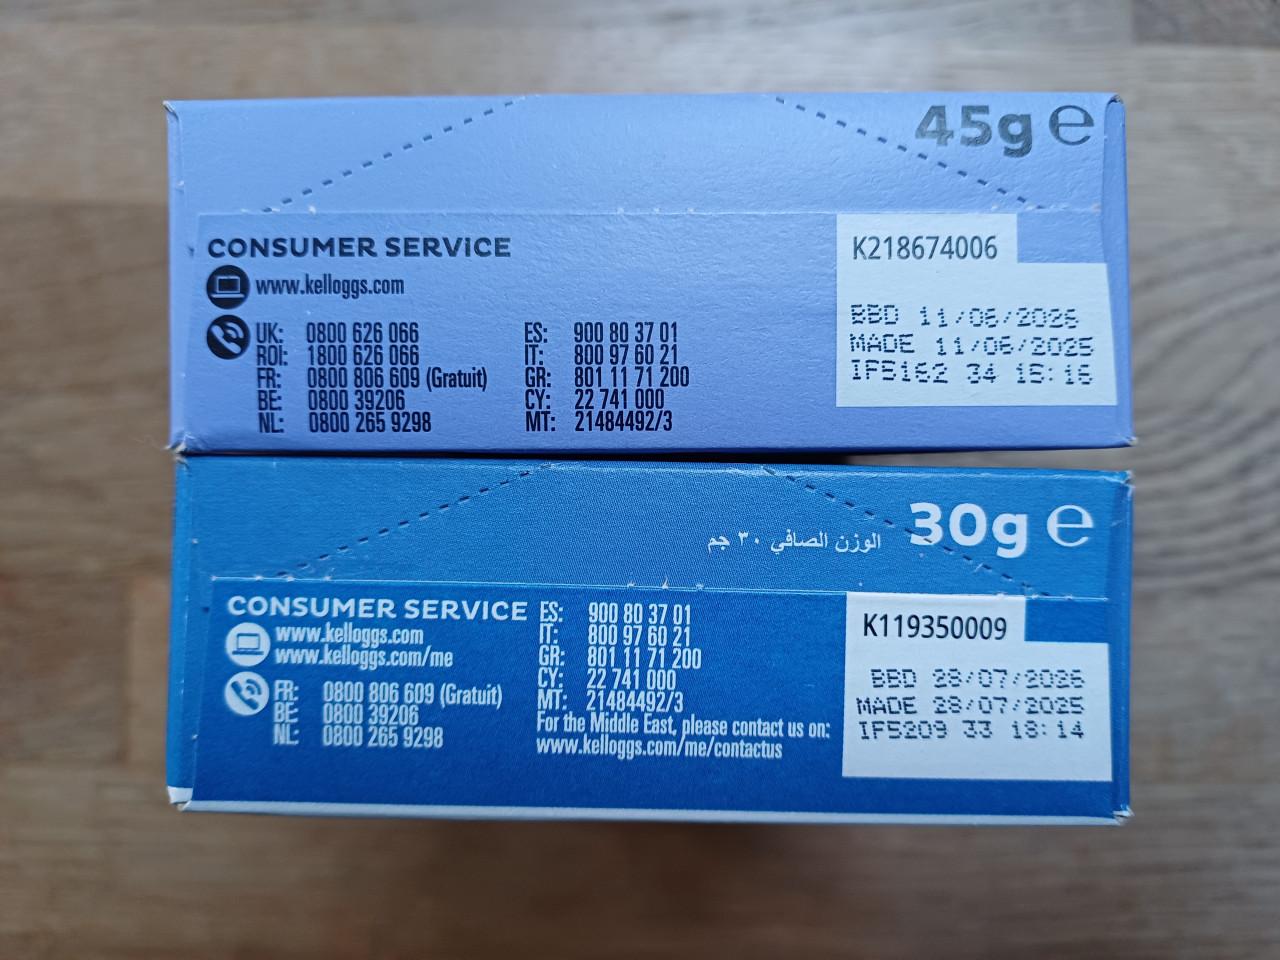 45g ℮
CONSUMER SERVICE
www.kelloggs.com
UK: 0800 626 066
ROI: 1800 626 066
FR: 0800 806 609 (Gratuit)
BE: 0800 39206
NL: 0800 265 9298
ES: 900 80 37 01
IT: 800 97 60 21
GR: 801 11 71 200
CY: 22 741 000
MT: 21484492/3
K218674006
BBD 11/06/2026
MADE 11/06/2025
IF5162 34 15:16
الوزن الصافي ٣٠ جم
30g ℮
CONSUMER SERVICE
www.kelloggs.com
www.kelloggs.com/me
FR: 0800 806 609 (Gratuit)
BE: 0800 39206
NL: 0800 265 9298
ES: 900 80 37 01
IT: 800 97 60 21
GR: 801 11 71 200
CY: 22 741 000
MT: 21484492/3
For the Middle East, please contact us on:
www.kelloggs.com/me/contactus
K119350009
BBD 28/07/2026
MADE 28/07/2025
IF5209 33 18:14